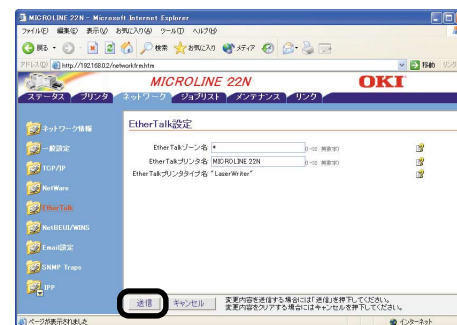 MICROLINE 22N - Microsoft Internet Explorer
ファイル(F) 編集(E) 表示(V) お気に入り(A) ツール(T) ヘルプ(H)
戻る 検索 お気に入り メディア
アドレス(D) http://192.168.0.2/networkfrm.htm 移動 リンク
MICROLINE 22N OKI
ステータス プリンタ ネットワーク ジョブリスト メンテナンス リンク
ネットワーク情報
一般設定
TCP/IP
NetWare
EtherTalk
NetBEUI/WINS
Email設定
SNMP Traps
IPP
EtherTalk設定
EtherTalkゾーン名 *
EtherTalkプリンタ名 MICROLINE 22N
EtherTalkプリンタタイプ名 "LaserWriter"
送信 キャンセル 変更内容を送信する場合には「送信」を押下してください。
変更内容をクリアする場合にはキャンセルを押下してください。
ページが表示されました インターネット